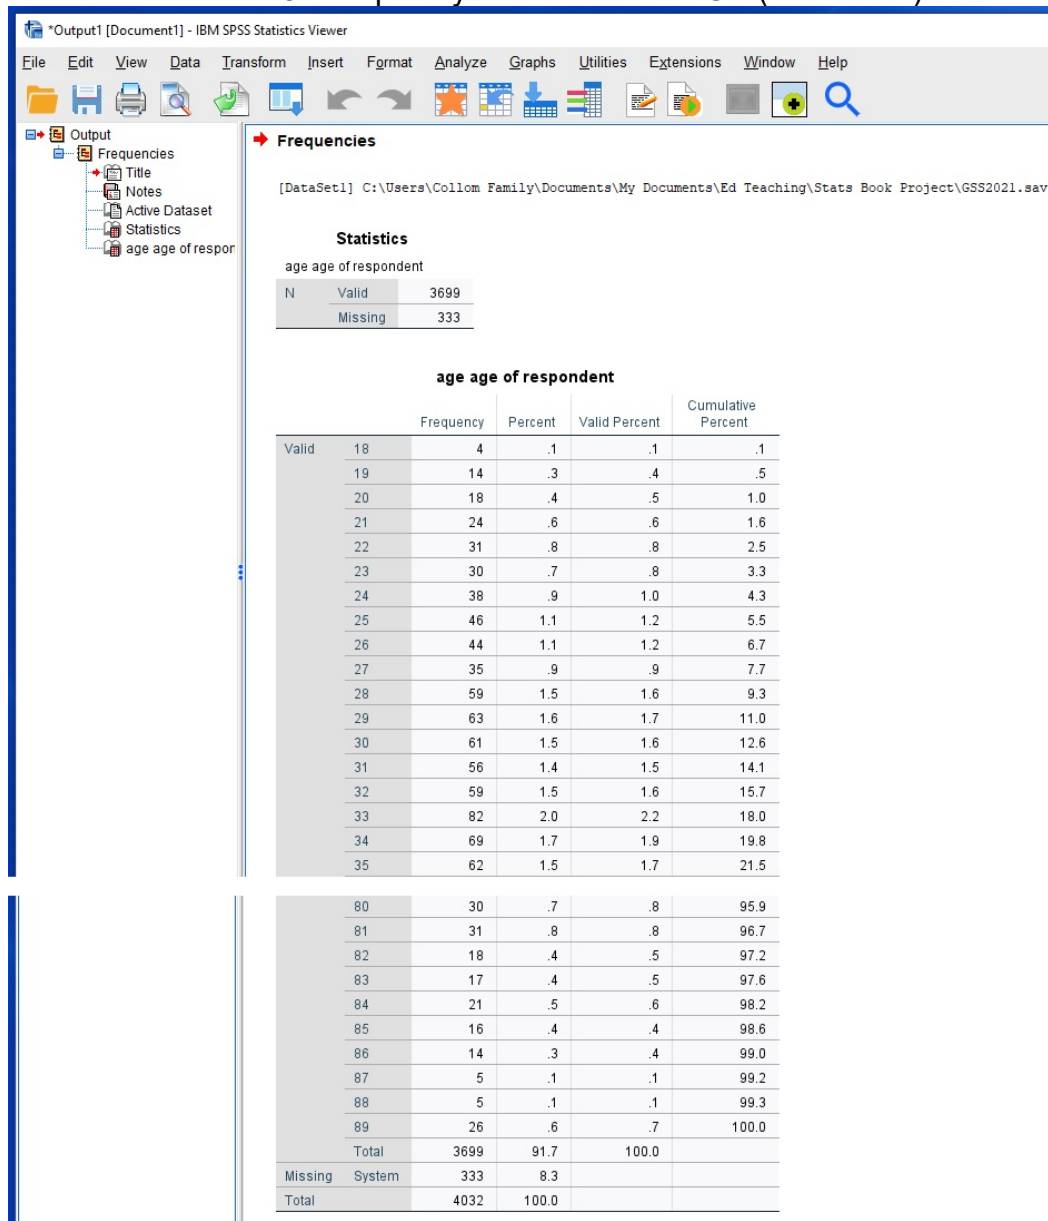 *Output1 [Document1] - IBM SPSS Statistics Viewer
File Edit View Data Transform Insert Format Analyze Graphs Utilities Extensions Window Help
Output
Frequencies
Title
Notes
Active Dataset
Statistics
age age of respon
Frequencies
[DataSet1] C:\Users\Collom Family\Documents\My Documents\Ed Teaching\Stats Book Project\GSS2021.sav
Statistics
age age of respondent
N Valid 3699
Missing 333
age age of respondent
Frequency Percent Valid Percent Cumulative Percent
Valid 18 4 .1 .1 .1
19 14 .3 .4 .5
20 18 .4 .5 1.0
21 24 .6 .6 1.6
22 31 .8 .8 2.5
23 30 .7 .8 3.3
24 38 .9 1.0 4.3
25 46 1.1 1.2 5.5
26 44 1.1 1.2 6.7
27 35 .9 .9 7.7
28 59 1.5 1.6 9.3
29 63 1.6 1.7 11.0
30 61 1.5 1.6 12.6
31 56 1.4 1.5 14.1
32 59 1.5 1.6 15.7
33 82 2.0 2.2 18.0
34 69 1.7 1.9 19.8
35 62 1.5 1.7 21.5
80 30 .7 .8 95.9
81 31 .8 .8 96.7
82 18 .4 .5 97.2
83 17 .4 .5 97.6
84 21 .5 .6 98.2
85 16 .4 .4 98.6
86 14 .3 .4 99.0
87 5 .1 .1 99.2
88 5 .1 .1 99.3
89 26 .6 .7 100.0
Total 3699 91.7 100.0
Missing System 333 8.3
Total 4032 100.0